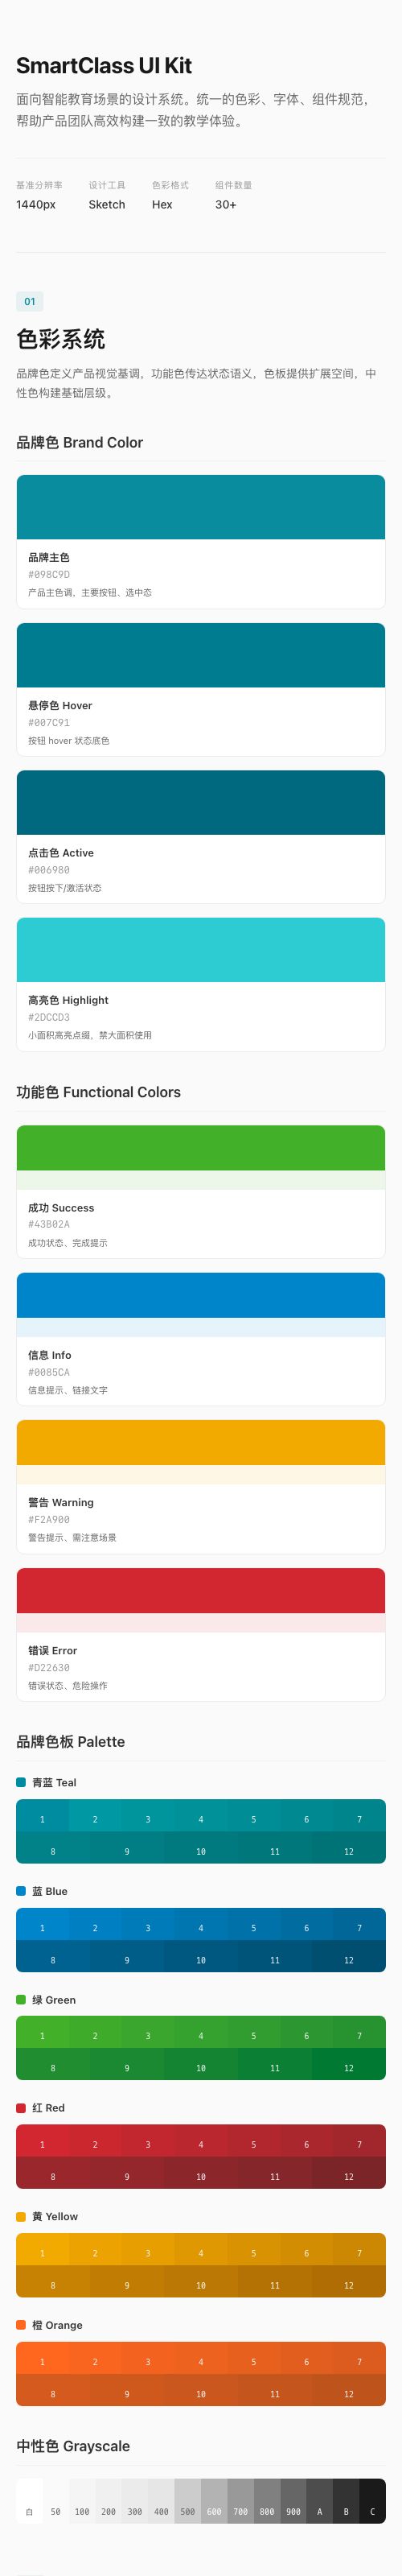 SmartClass UI Kit
面向智能教育场景的设计系统。统一的色彩、字体、组件规范，
帮助产品团队高效构建一致的教学体验。
基准分辨率 设计工具 色彩格式 组件数量
1440px Sketch Hex 30+
01
色彩系统
品牌色定义产品视觉基调，功能色传达状态语义，色板提供扩展空间，中
性色构建基础层级。
品牌色 Brand Color
品牌主色
#098C9D
产品主色调，主要按钮、选中态
悬停色 Hover
#007C91
按钮 hover 状态底色
点击色 Active
#006980
按钮按下/激活状态
高亮色 Highlight
#2DCCD3
小面积高亮点缀，禁大面积使用
功能色 Functional Colors
成功 Success
#43B02A
成功状态、完成提示
信息 Info
#0085CA
信息提示、链接文字
警告 Warning
#F2A900
警告提示、需注意场景
错误 Error
#D22630
错误状态、危险操作
品牌色板 Palette
青蓝 Teal
1 2 3 4 5 6 7
8 9 10 11 12
蓝 Blue
1 2 3 4 5 6 7
8 9 10 11 12
绿 Green
1 2 3 4 5 6 7
8 9 10 11 12
红 Red
1 2 3 4 5 6 7
8 9 10 11 12
黄 Yellow
1 2 3 4 5 6 7
8 9 10 11 12
橙 Orange
1 2 3 4 5 6 7
8 9 10 11 12
中性色 Grayscale
白 50 100 200 300 400 500 600 700 800 900 A B C